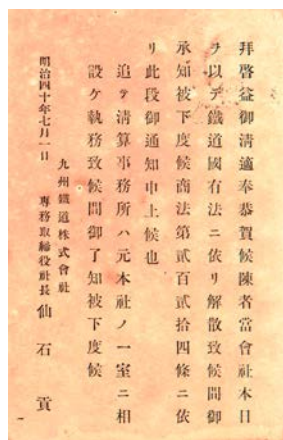 拜啓益御淸適奉恭賀候陳者當會社本日
ヲ以テ鐵道國有法ニ依リ解散致候間御
承知被下度候商法第貳百貳拾四條ニ依
リ此段御通知申上候也
追テ淸算事務所ハ元本社ノ一室ニ相
設ケ執務致候間御了知被下度候
明治四十年七月一日
九州鐵道株式會社
專務取締役社長 仙石 貢